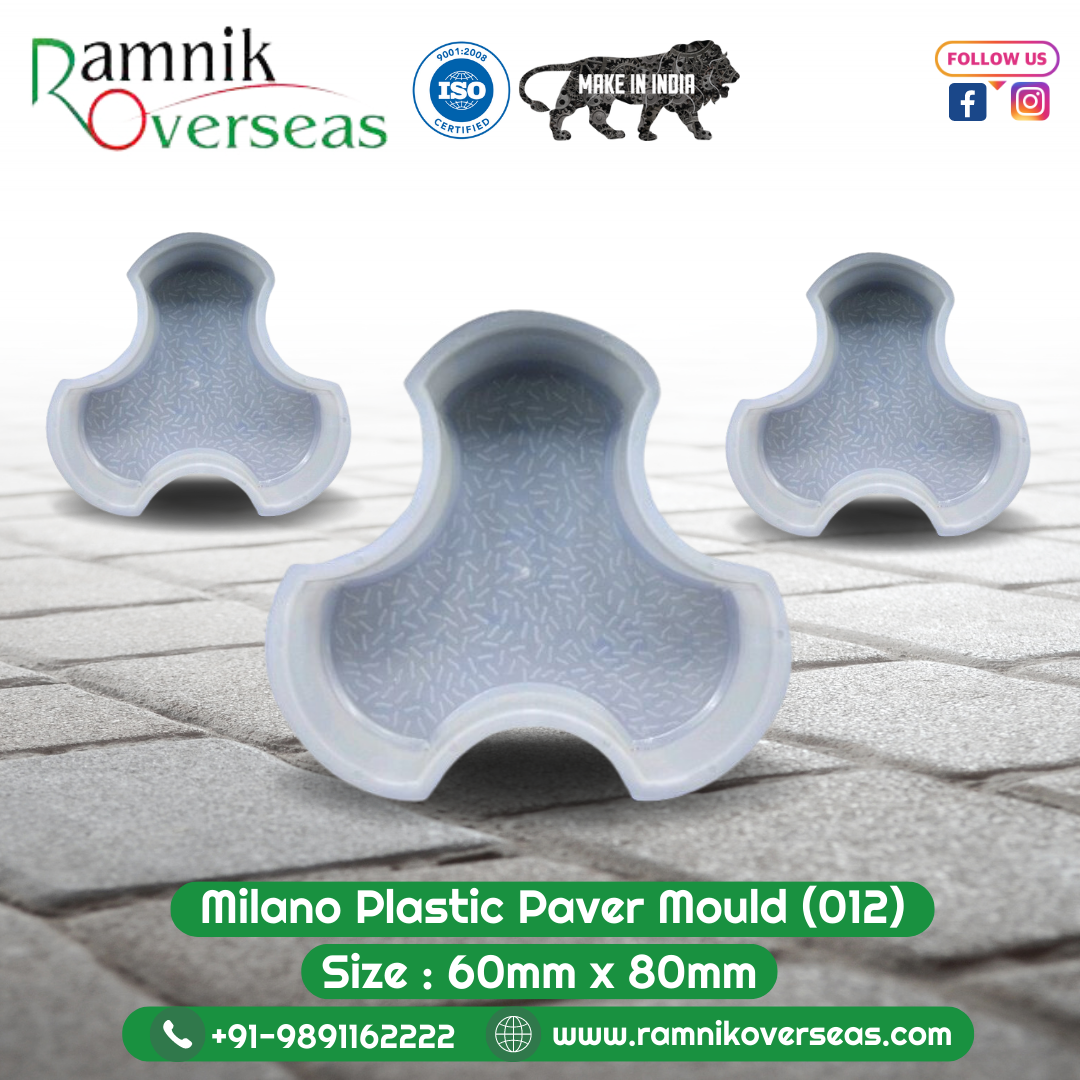 Ramnik
Overseas
9001:2008
ISO
CERTIFIED
MAKE IN INDIA
FOLLOW US
Milano Plastic Paver Mould (012)
Size : 60mm x 80mm
+91-9891162222
www.ramnikoverseas.com